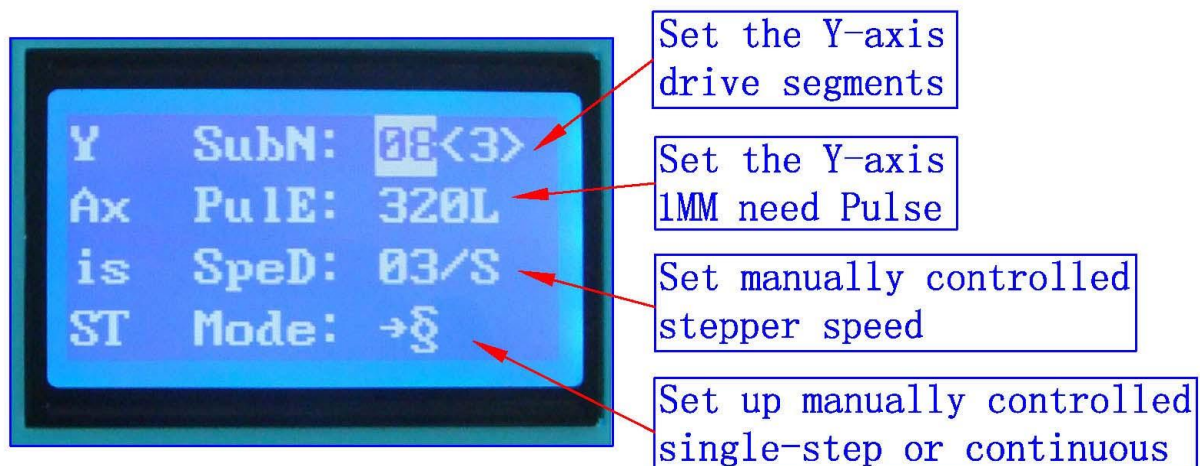 Y SubN: 08<3>
Ax PulE: 320L
is SpeD: 03/S
ST Mode: →§
Set the Y-axis
drive segments
Set the Y-axis
1MM need Pulse
Set manually controlled
stepper speed
Set up manually controlled
single-step or continuous